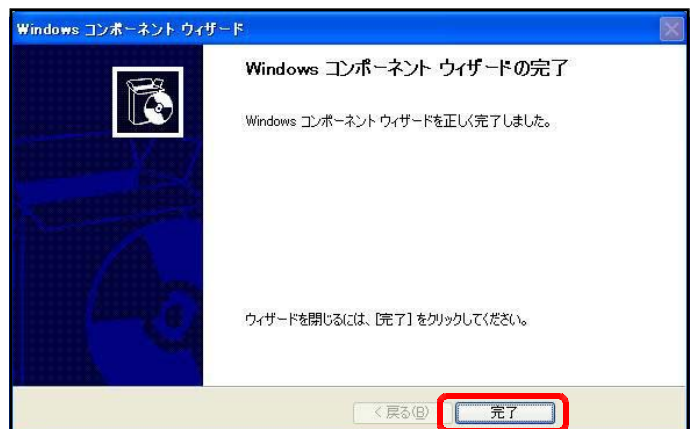 Windows コンポーネント ウィザード
Windows コンポーネント ウィザードの完了
Windows コンポーネント ウィザードを正しく完了しました。
ウィザードを閉じるには、[完了] をクリックしてください。
< 戻る(B)
完了